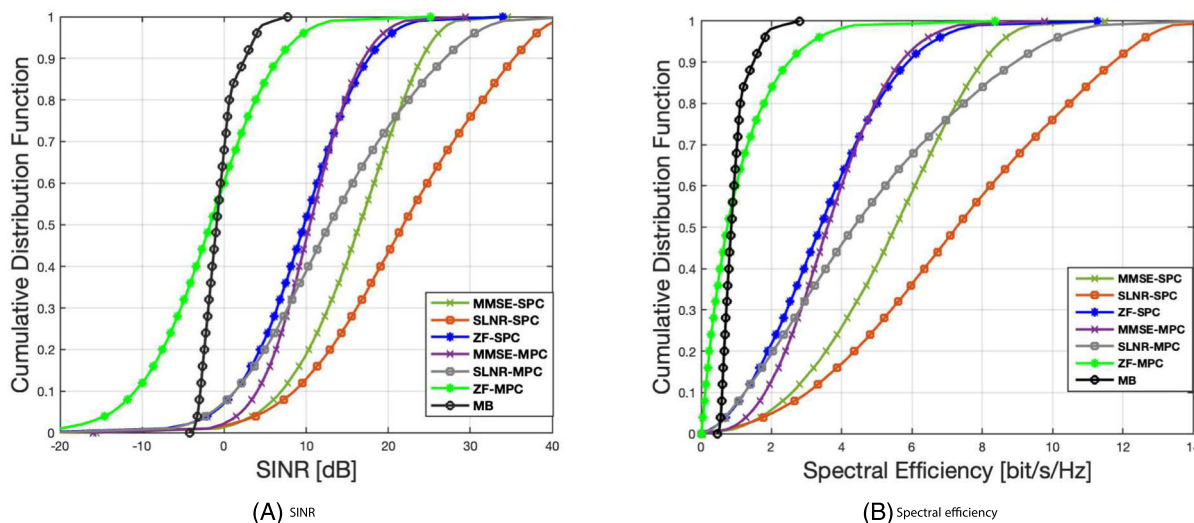 Cumulative Distribution Function
1
0.9
0.8
0.7
0.6
0.5
0.4
0.3
0.2
0.1
0
-20
-10
0
10
20
30
40
SINR [dB]
MMSE-SPC
SLNR-SPC
ZF-SPC
MMSE-MPC
SLNR-MPC
ZF-MPC
MB
(A) SINR
Cumulative Distribution Function
1
0.9
0.8
0.7
0.6
0.5
0.4
0.3
0.2
0.1
0
0
2
4
6
8
10
12
14
Spectral Efficiency [bit/s/Hz]
MMSE-SPC
SLNR-SPC
ZF-SPC
MMSE-MPC
SLNR-MPC
ZF-MPC
MB
(B) Spectral efficiency